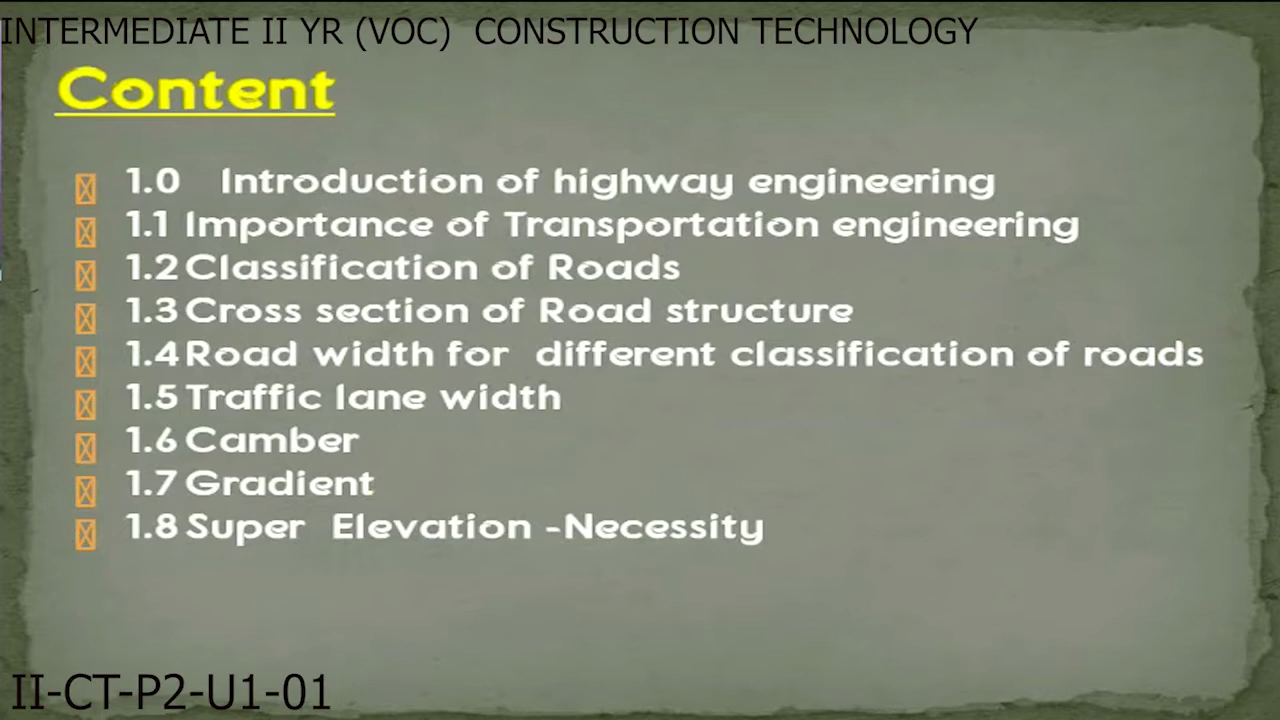 INTERMEDIATE II YR (VOC) CONSTRUCTION TECHNOLOGY
Content
1.0 Introduction of highway engineering
1.1 Importance of Transportation engineering
1.2 Classification of Roads
1.3 Cross section of Road structure
1.4 Road width for different classification of roads
1.5 Traffic lane width
1.6 Camber
1.7 Gradient
1.8 Super Elevation -Necessity
II-CT-P2-U1-01